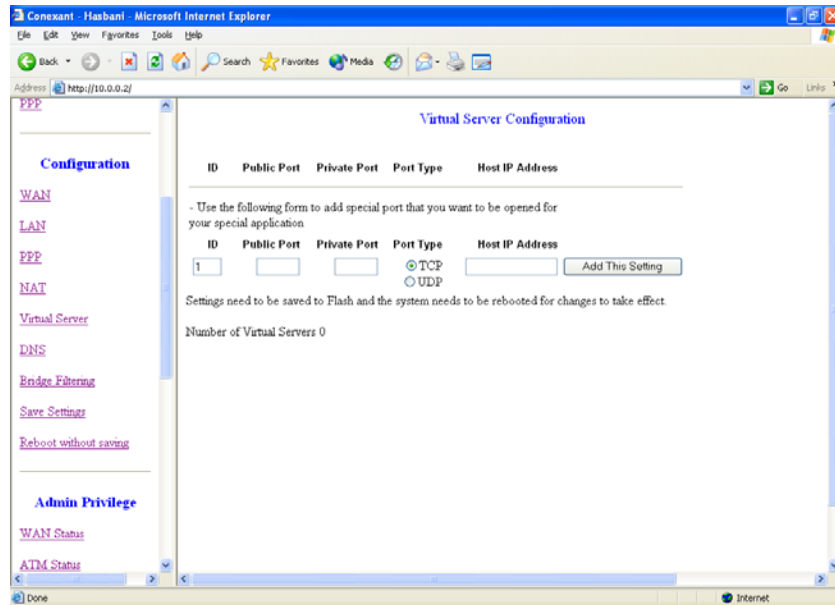 Conexant - Hasbani - Microsoft Internet Explorer
File Edit View Favorites Tools Help
Back Search Favorites Media
Address http://10.0.0.2/ Go Links
PPP
Configuration
WAN
LAN
PPP
NAT
Virtual Server
DNS
Bridge Filtering
Save Settings
Reboot without saving
Admin Privilege
WAN Status
ATM Status
Virtual Server Configuration
ID Public Port Private Port Port Type Host IP Address
- Use the following form to add special port that you want to be opened for
your special application
ID Public Port Private Port Port Type Host IP Address
1 TCP Add This Setting
UDP
Settings need to be saved to Flash and the system needs to be rebooted for changes to take effect.
Number of Virtual Servers 0
Done Internet